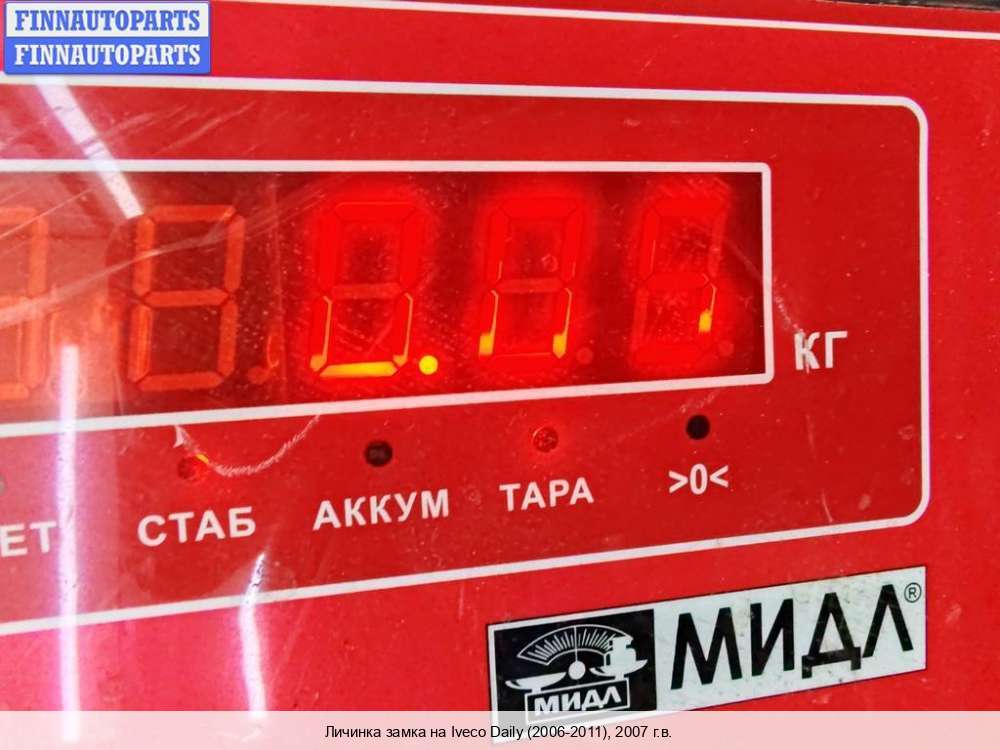 FINNAUTOPARTS
FINNAUTOPARTS
КГ
ЕТ СТАБ АККУМ ТАРА >0<
МИДЛ МИДЛ®
Личинка замка на Iveco Daily (2006-2011), 2007 г.в.